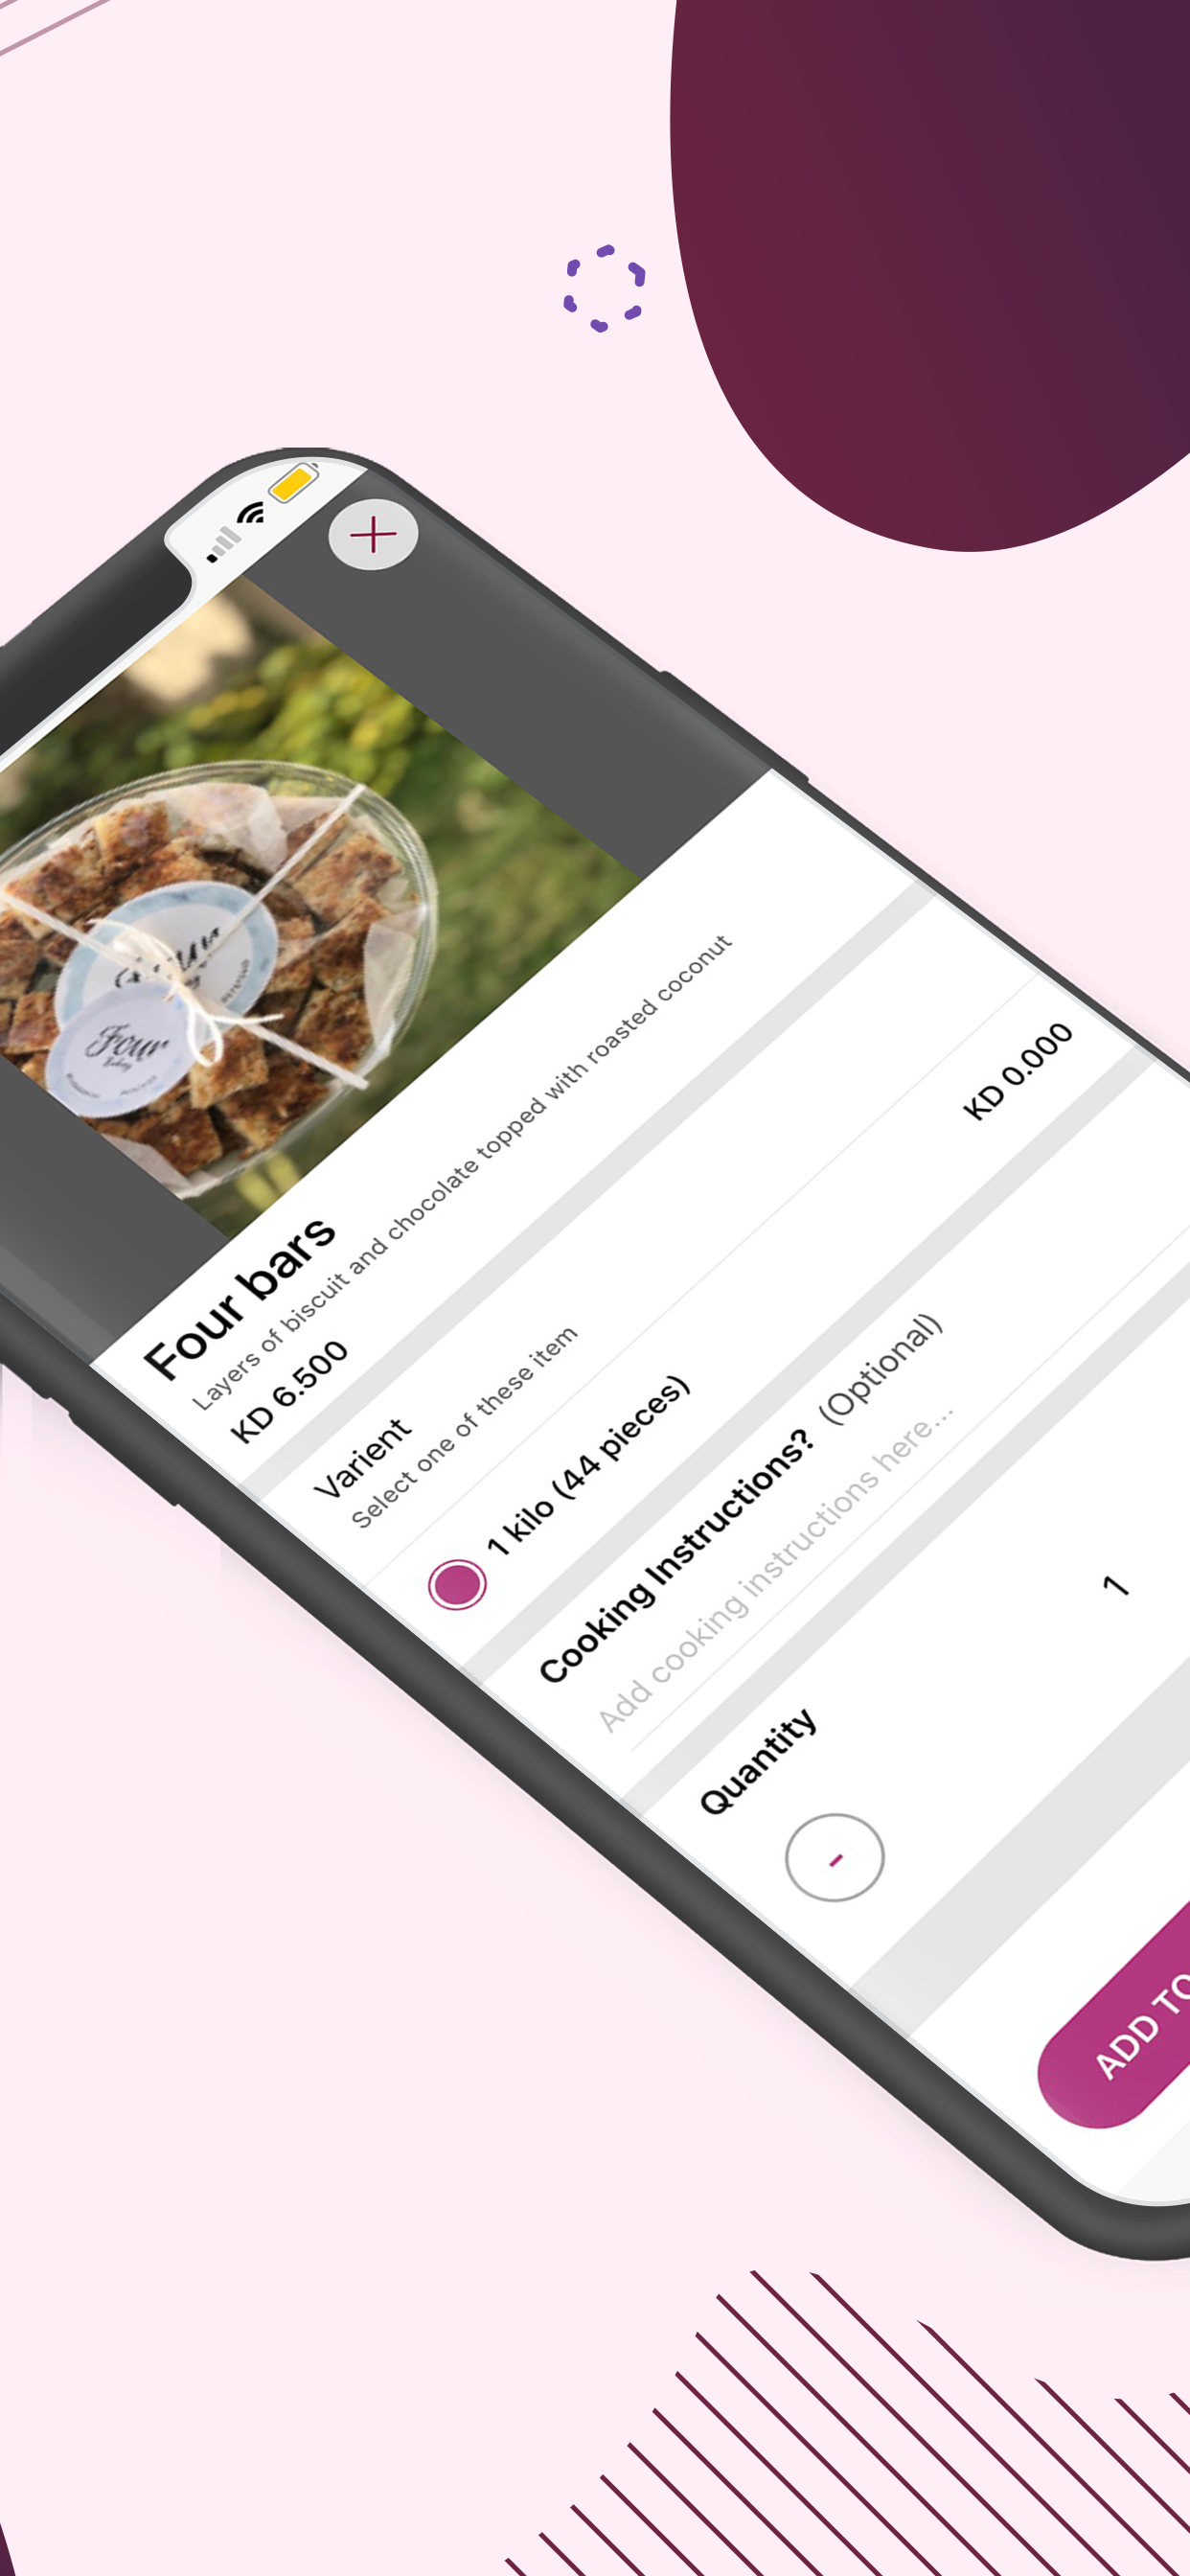 Four
Four bars
Layers of biscuit and chocolate topped with roasted coconut
KD 6.500
Varient
Select one of these item
1 kilo (44 pieces)
KD 0.000
Cooking Instructions? (Optional)
Add cooking instructions here...
Quantity
-
1
ADD TO